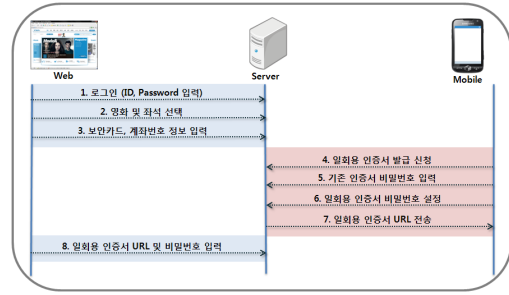 Web
Server
Mobile
1. 로그인 (ID, Password 입력)
2. 영화 및 좌석 선택
3. 보안카드, 계좌번호 정보 입력
4. 일회용 인증서 발급 신청
5. 기존 인증서 비밀번호 입력
6. 일회용 인증서 비밀번호 설정
7. 일회용 인증서 URL 전송
8. 일회용 인증서 URL 및 비밀번호 입력